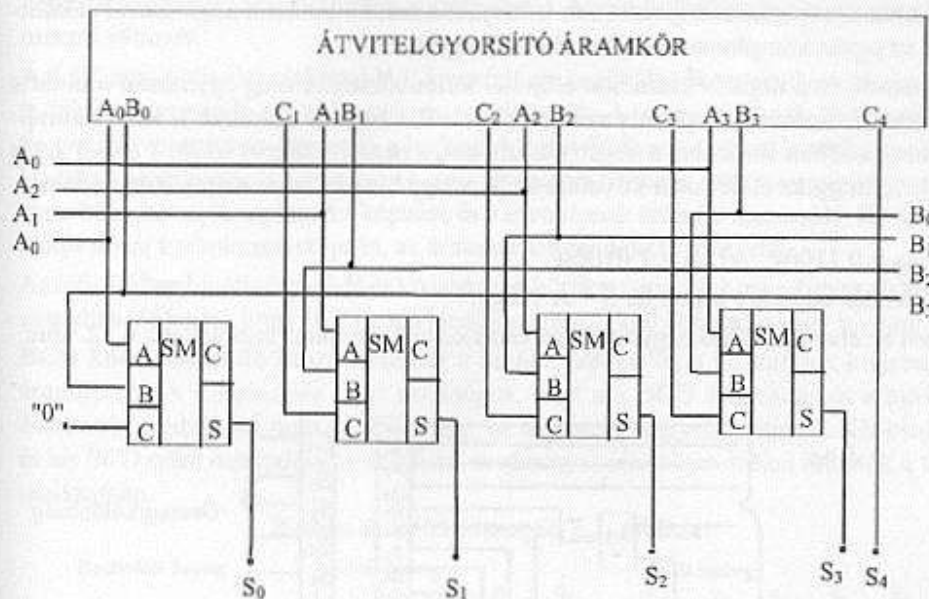 ÁTVITELGYORSÍTÓ ÁRAMKÖR
A₀B₀ C₁ A₁B₁ C₂ A₂ B₂ C₃ A₃ B₃ C₄
A₀
A₂
A₁
A₀
B₀
B₁
B₂
B₃
A SM C
B
C S
"0"
A SM C
B
C S
A SM C
B
C S
A SM C
B
C S
S₀ S₁ S₂ S₃ S₄